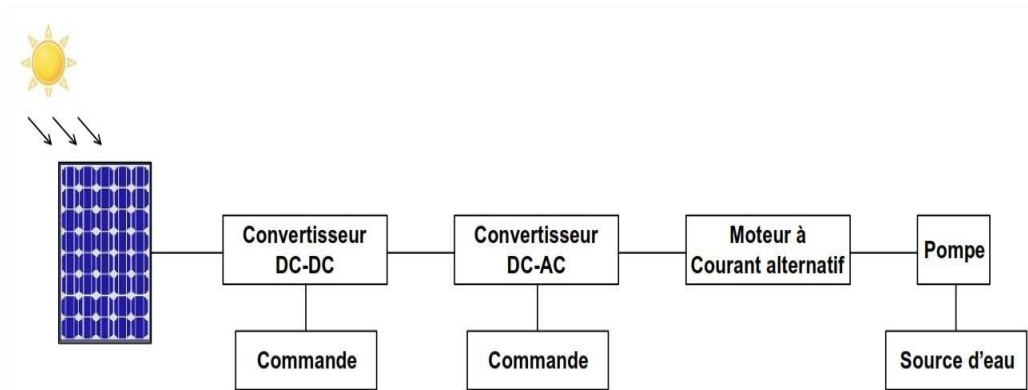 Convertisseur
DC-DC
Convertisseur
DC-AC
Moteur à
Courant alternatif
Pompe
Commande
Commande
Source d'eau